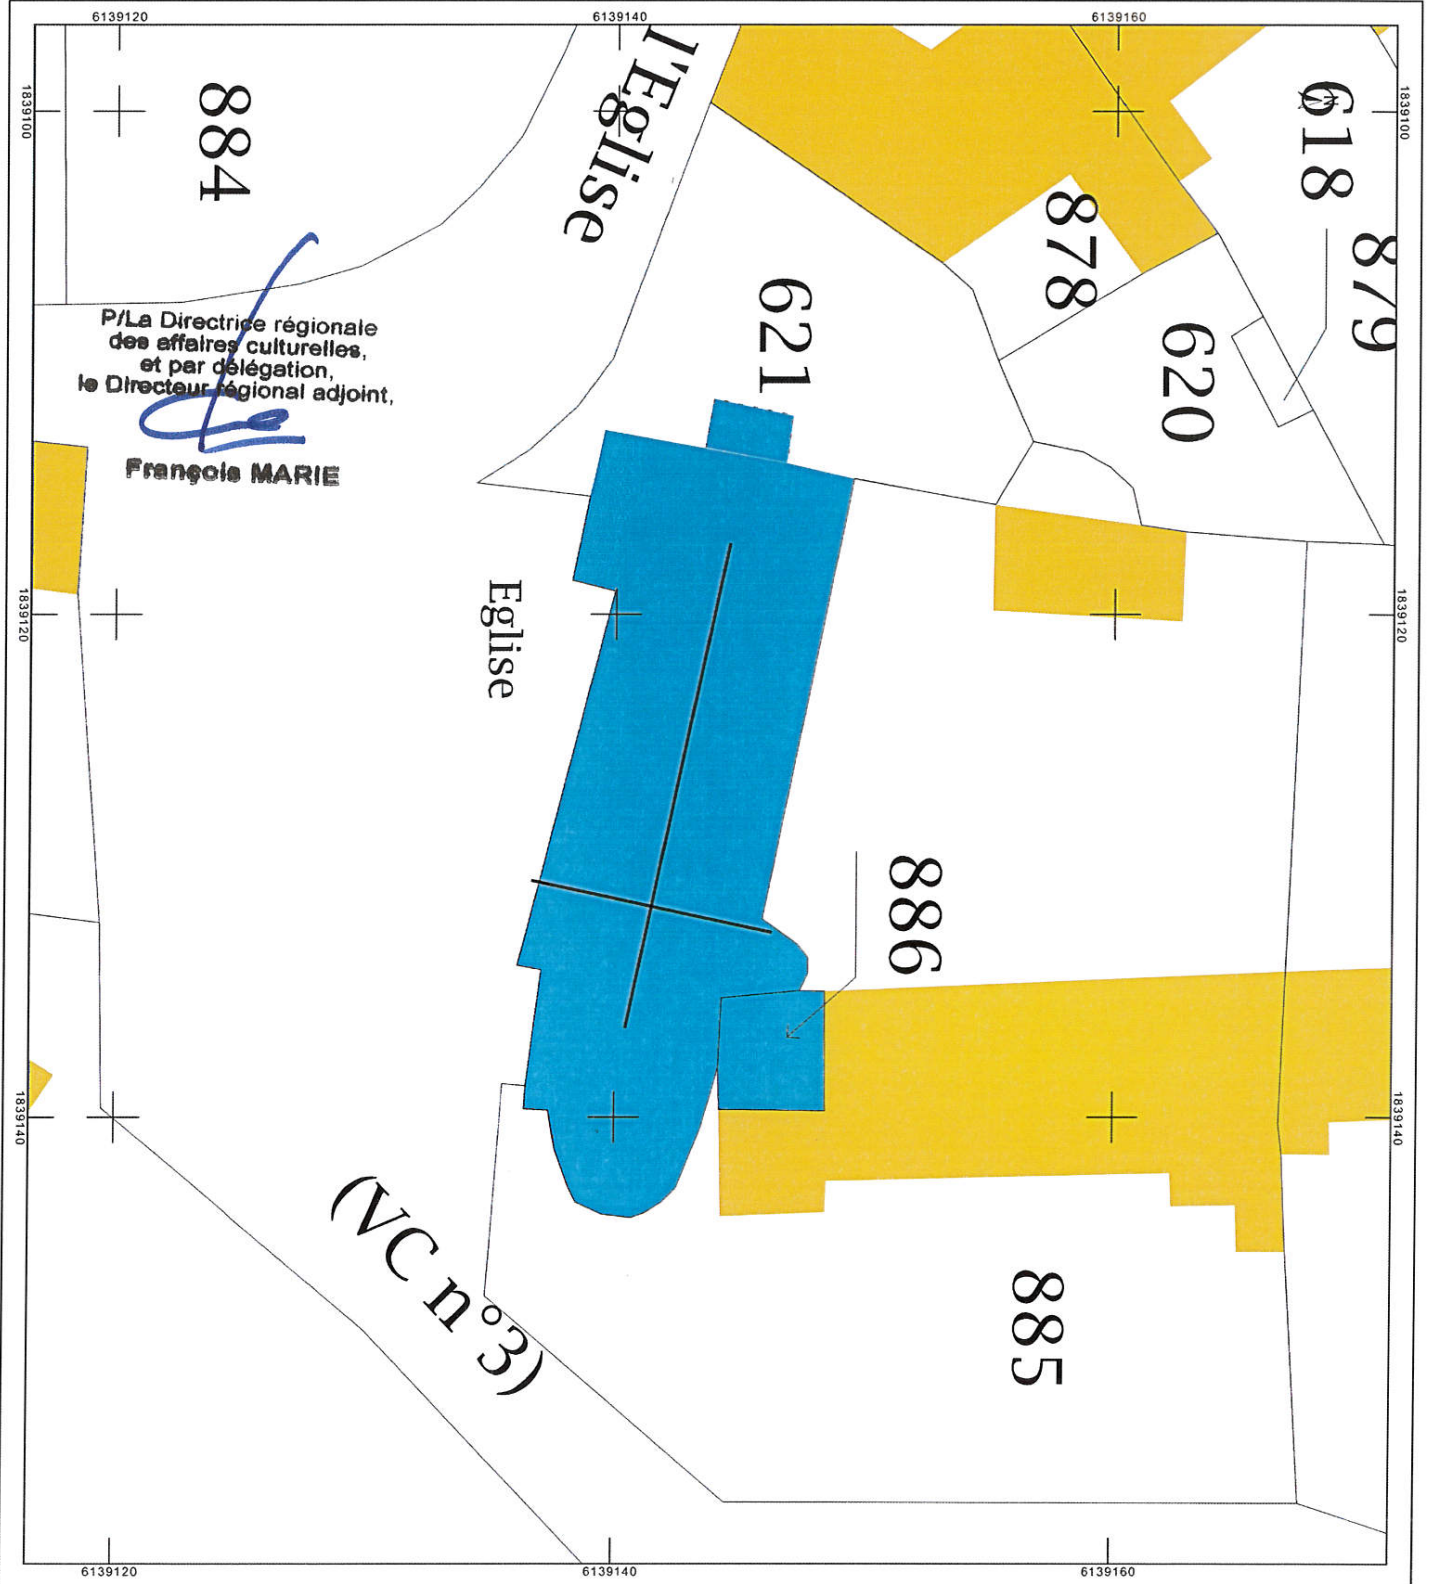 6139120
6139140
6139160
1839100
1839100
884
l'Eglise
618
879
878
621
620
P/La Directrice régionale
des affaires culturelles,
et par délégation,
le Directeur régional adjoint,
François MARIE
1839120
1839120
Eglise
886
1839140
1839140
(VC n°3)
885
6139120
6139140
6139160